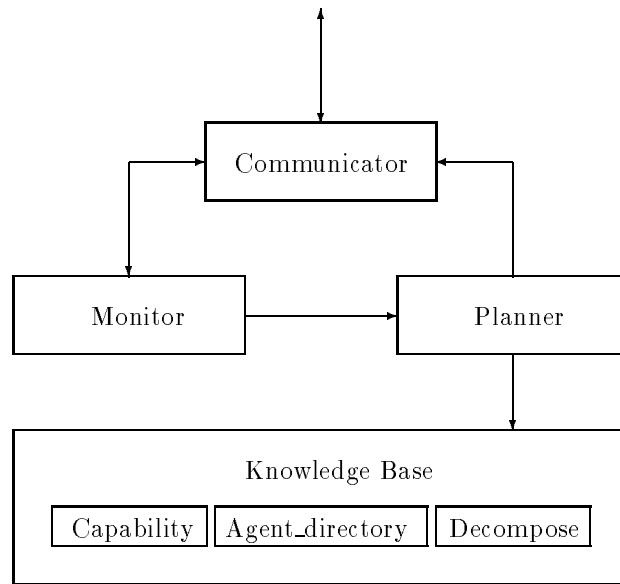 Communicator
Monitor
Planner
Knowledge Base
Capability
Agent_directory
Decompose